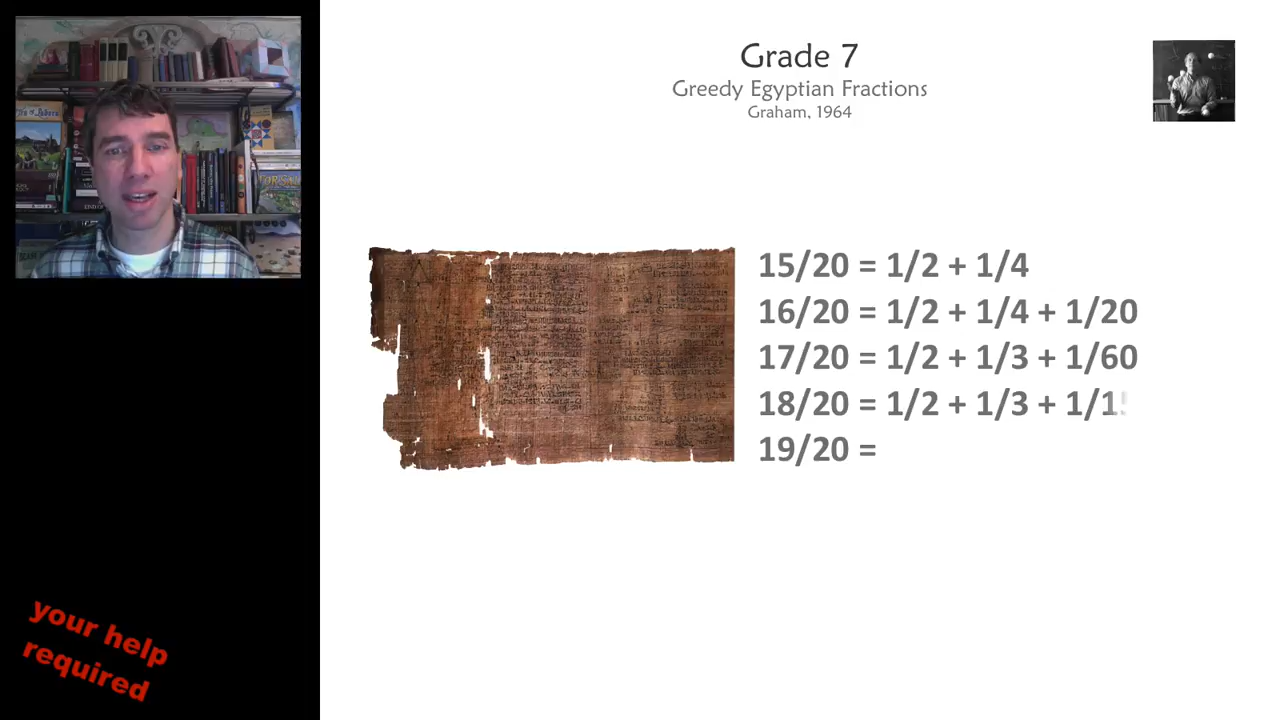 Grade 7
Greedy Egyptian Fractions
Graham, 1964
15/20 = 1/2 + 1/4
16/20 = 1/2 + 1/4 + 1/20
17/20 = 1/2 + 1/3 + 1/60
18/20 = 1/2 + 1/3 + 1/15
19/20 =
your help
required